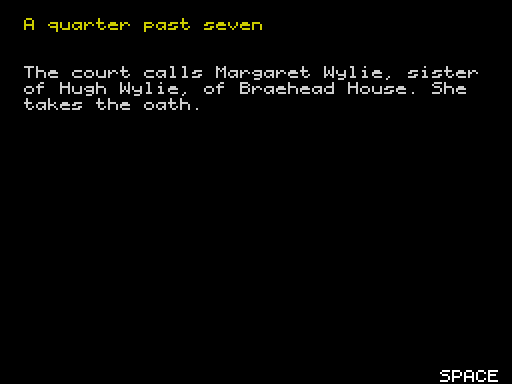 A quarter past seven
The court calls Margaret Wylie, sister
of Hugh Wylie, of Braehead House. She
takes the oath.
SPACE